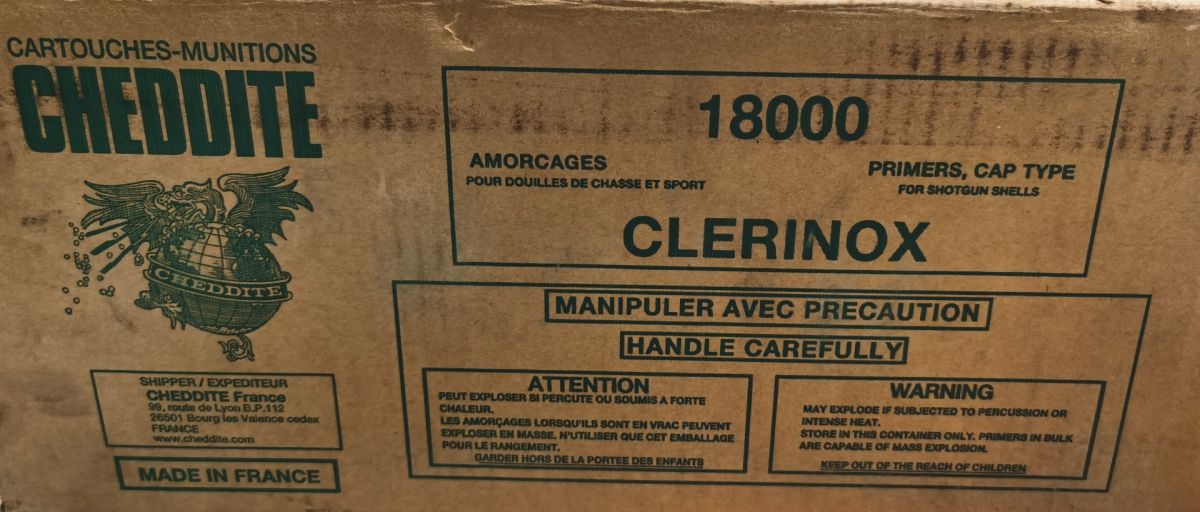 CARTOUCHES-MUNITIONS
CHEDDITE
CHEDDITE
SHIPPER / EXPEDITEUR
CHEDDITE France
99, route de Lyon B.P.112
26501 Bourg les Valence cedex
FRANCE
www.cheddite.com
MADE IN FRANCE
18000
AMORCAGES
POUR DOUILLES DE CHASSE ET SPORT
PRIMERS, CAP TYPE
FOR SHOTGUN SHELLS
CLERINOX
MANIPULER AVEC PRECAUTION
HANDLE CAREFULLY
ATTENTION
PEUT EXPLOSER SI PERCUTE OU SOUMIS A FORTE
CHALEUR.
LES AMORÇAGES LORSQU'ILS SONT EN VRAC PEUVENT
EXPLOSER EN MASSE. N'UTILISER QUE CET EMBALLAGE
POUR LE RANGEMENT.
GARDER HORS DE LA PORTEE DES ENFANTS
WARNING
MAY EXPLODE IF SUBJECTED TO PERCUSSION OR
INTENSE HEAT.
STORE IN THIS CONTAINER ONLY. PRIMERS IN BULK
ARE CAPABLE OF MASS EXPLOSION.
KEEP OUT OF THE REACH OF CHILDREN